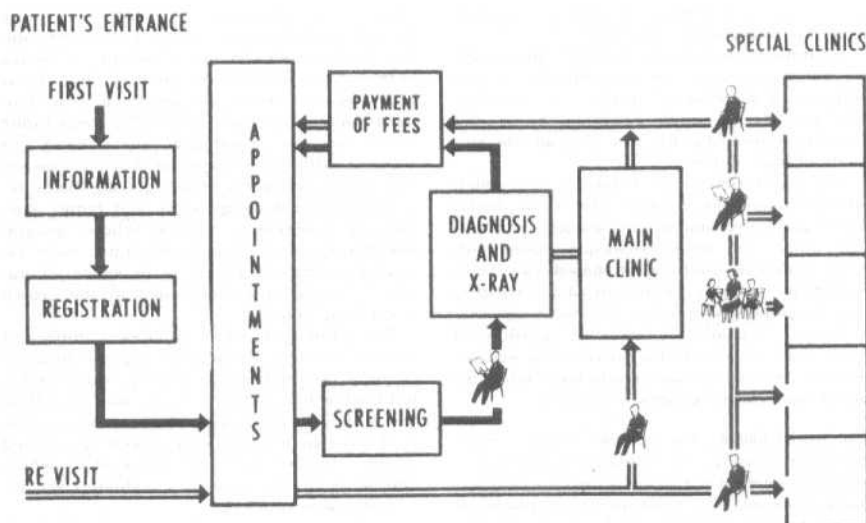 PATIENT'S ENTRANCE
SPECIAL CLINICS
FIRST VISIT
INFORMATION
REGISTRATION
APPOINTMENTS
PAYMENT
OF FEES
DIAGNOSIS
AND
X-RAY
MAIN
CLINIC
SCREENING
RE VISIT